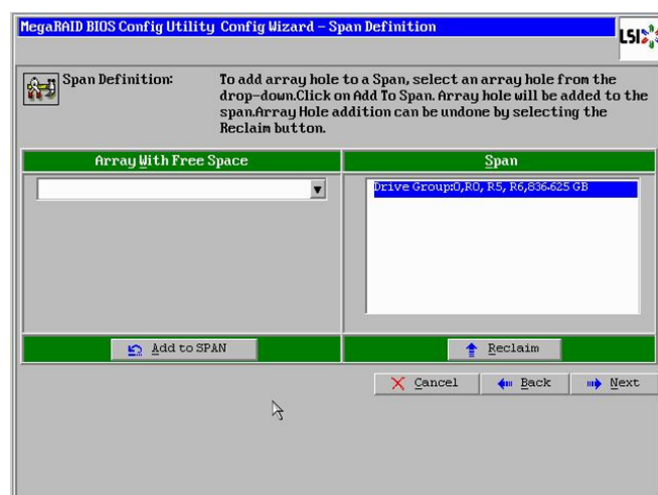 MegaRAID BIOS Config Utility Config Wizard – Span Definition
LSI
Span Definition:
To add array hole to a Span, select an array hole from the
drop-down.Click on Add To Span. Array hole will be added to the
span.Array Hole addition can be undone by selecting the
Reclaim button.
Array With Free Space
Span
Drive Group:0,R0, R5, R6,836.625 GB
Add to SPAN
Reclaim
Cancel
Back
Next